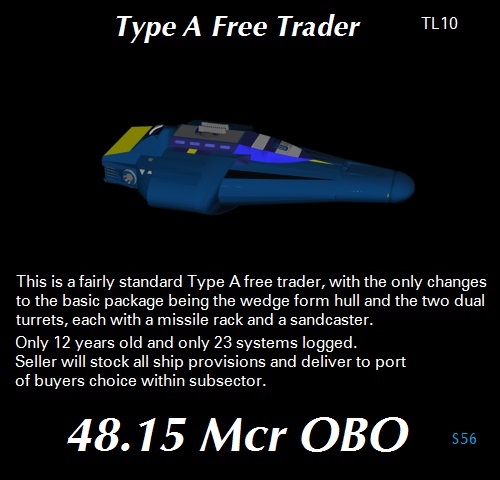 Type A Free Trader
TL10
This is a fairly standard Type A free trader, with the only changes
to the basic package being the wedge form hull and the two dual
turrets, each with a missile rack and a sandcaster.
Only 12 years old and only 23 systems logged.
Seller will stock all ship provisions and deliver to port
of buyers choice within subsector.
48.15 Mcr OBO
S56